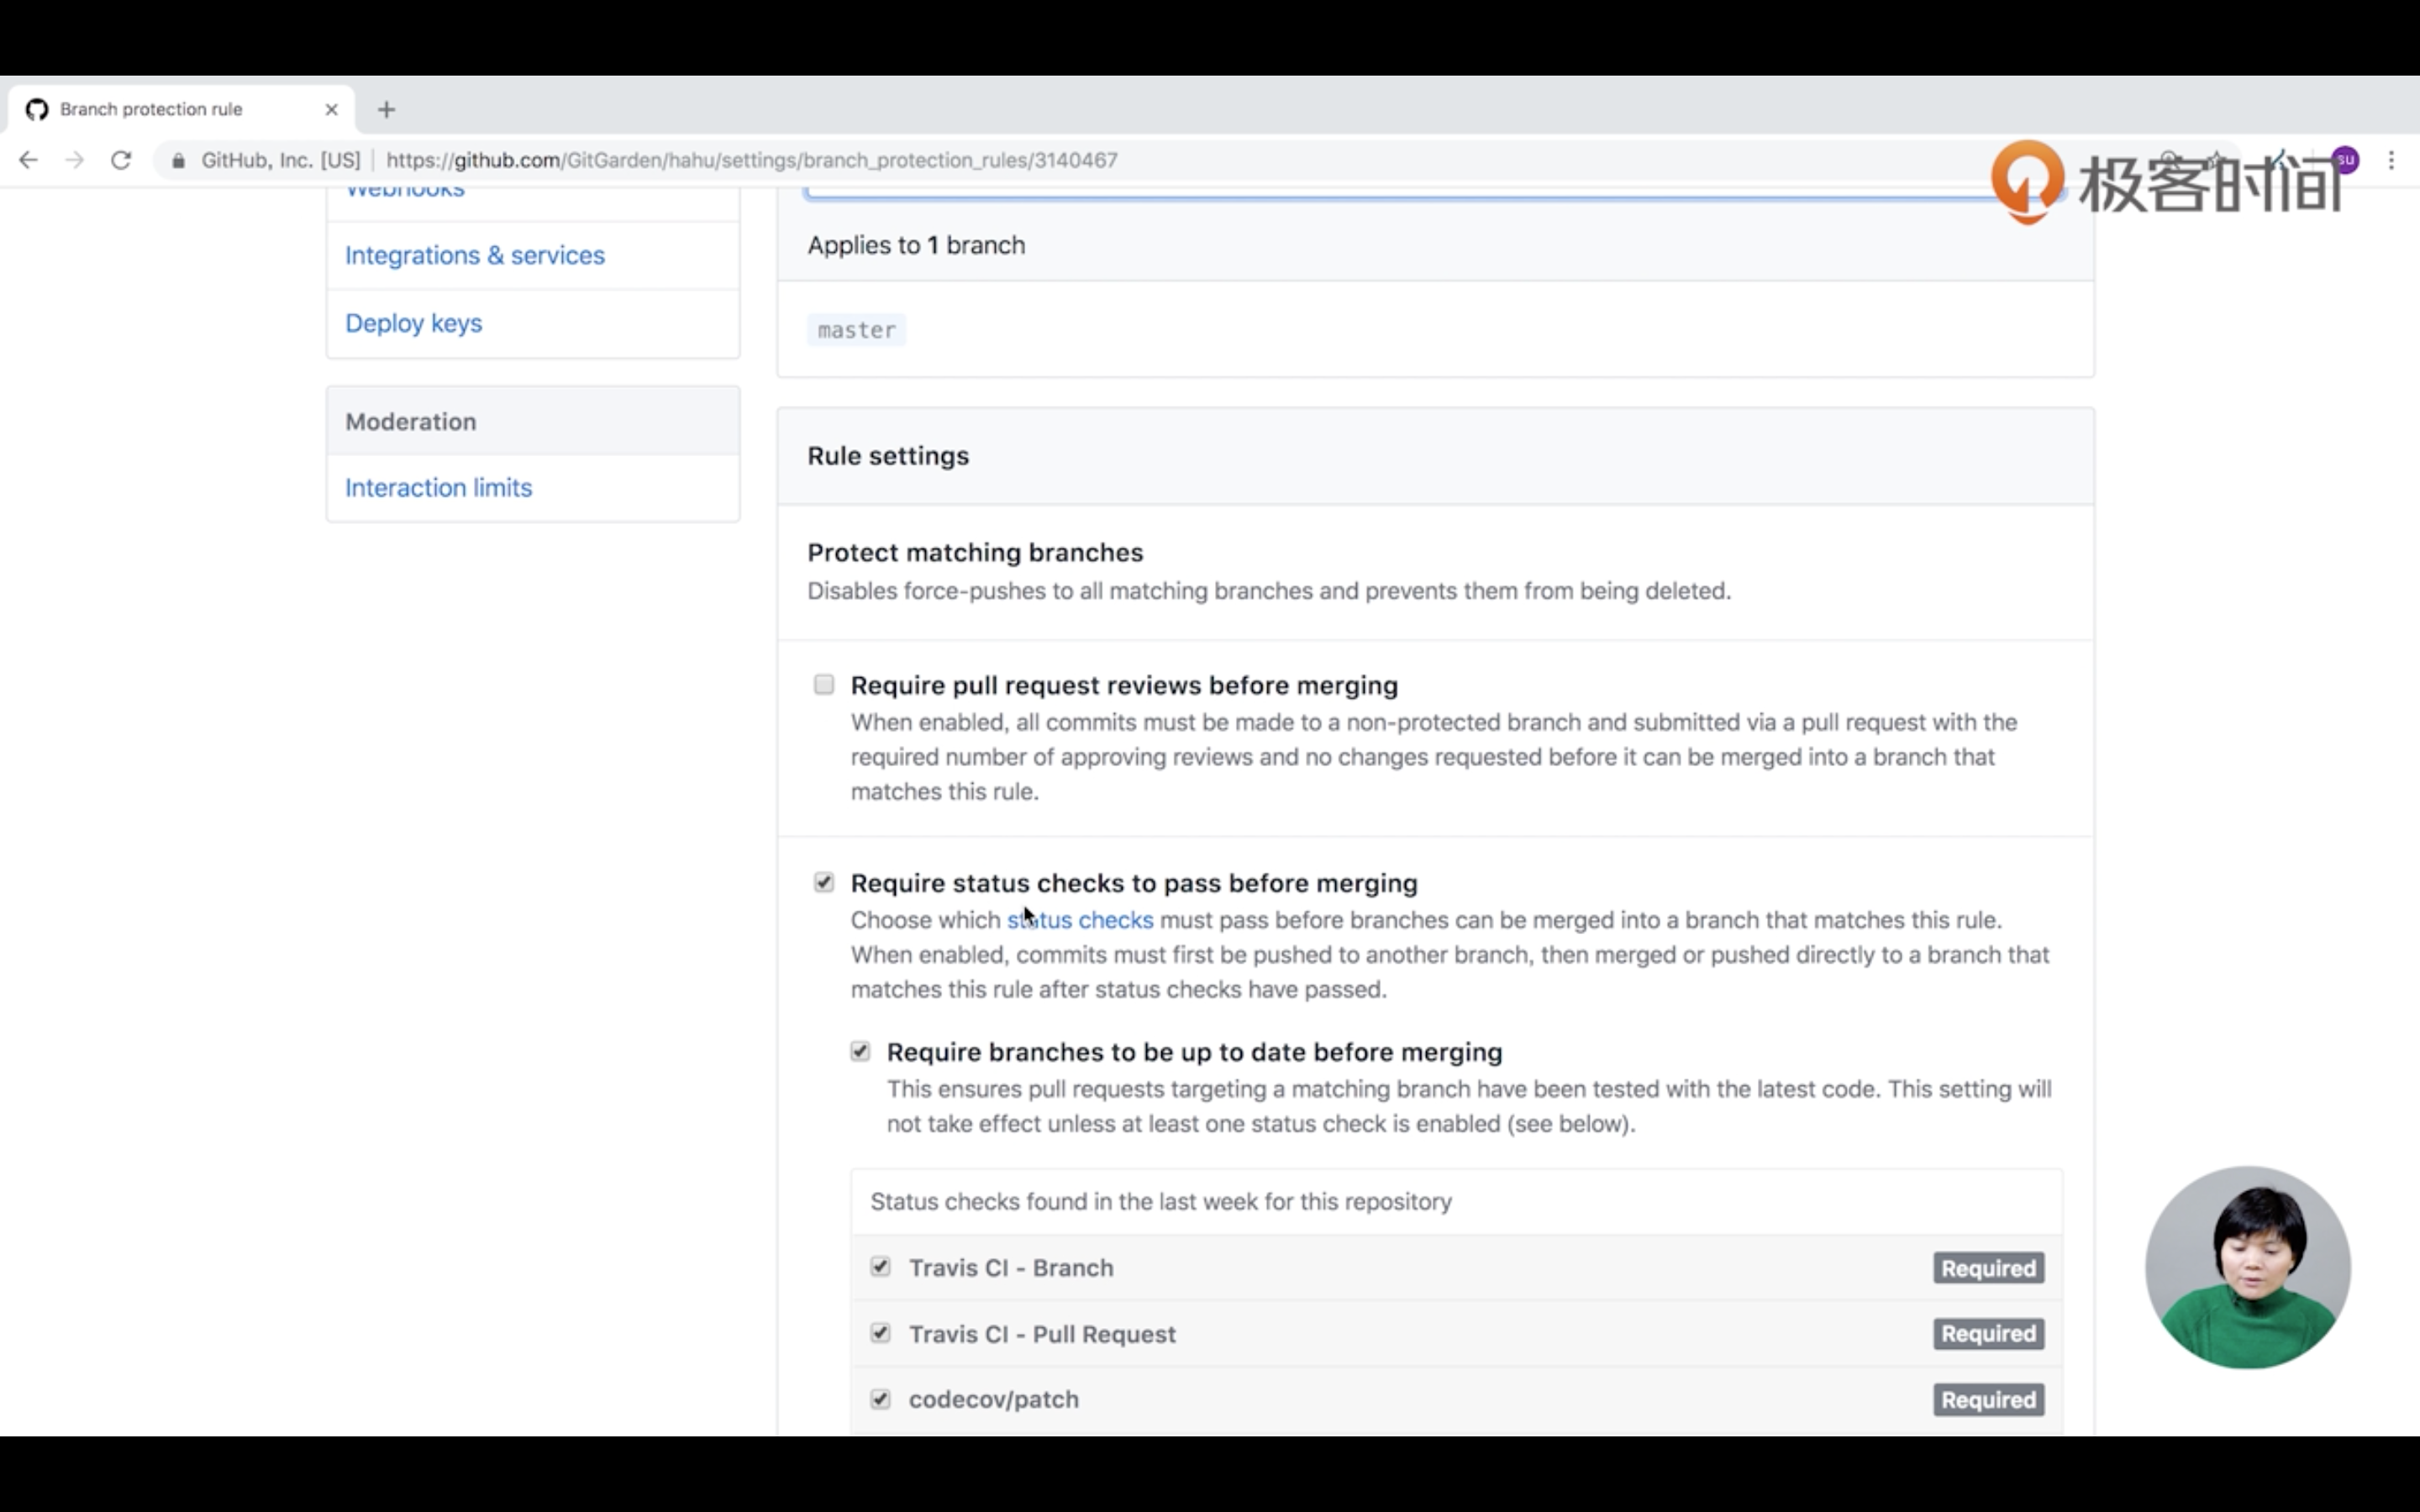 Branch protection rule
GitHub, Inc. [US] | https://github.com/GitGarden/hahu/settings/branch_protection_rules/3140467
su
极客时间
Webhooks
Integrations & services
Deploy keys
Moderation
Interaction limits
Applies to 1 branch
master
Rule settings
Protect matching branches
Disables force-pushes to all matching branches and prevents them from being deleted.
Require pull request reviews before merging
When enabled, all commits must be made to a non-protected branch and submitted via a pull request with the
required number of approving reviews and no changes requested before it can be merged into a branch that
matches this rule.
Require status checks to pass before merging
Choose which status checks must pass before branches can be merged into a branch that matches this rule.
When enabled, commits must first be pushed to another branch, then merged or pushed directly to a branch that
matches this rule after status checks have passed.
Require branches to be up to date before merging
This ensures pull requests targeting a matching branch have been tested with the latest code. This setting will
not take effect unless at least one status check is enabled (see below).
Status checks found in the last week for this repository
Travis CI - Branch Required
Travis CI - Pull Request Required
codecov/patch Required